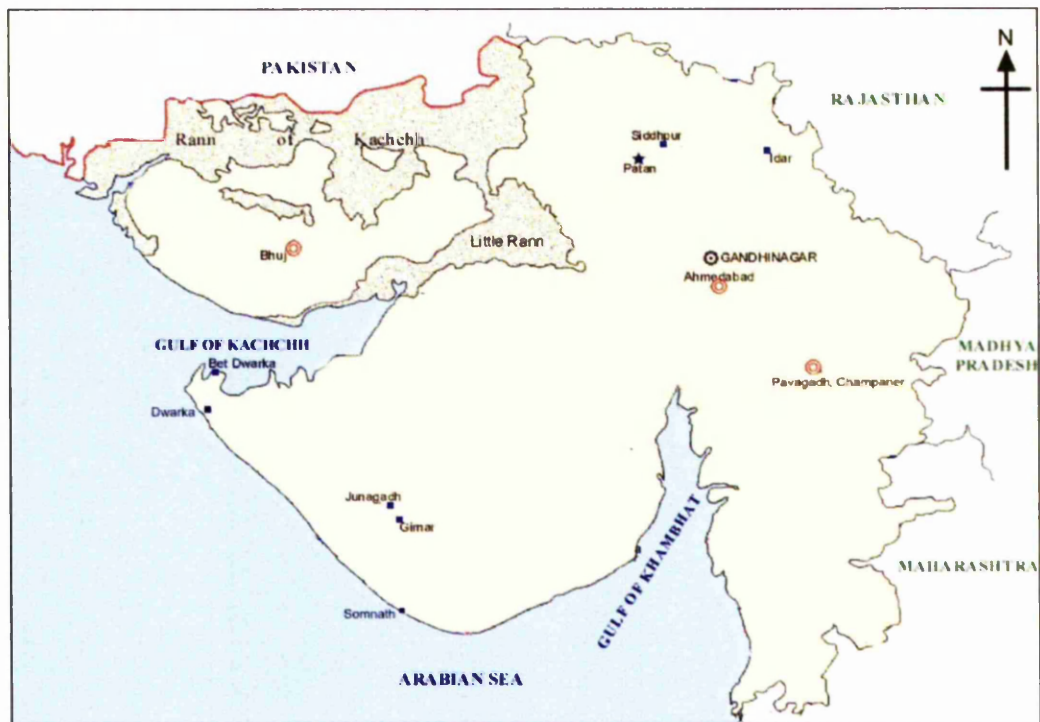 N
PAKISTAN
RAJASTHAN
Rann of Kachchh
Siddhpur
Patan
Idar
Little Rann
Bhuj
GANDHINAGAR
Ahmedabad
GULF OF KACHCHH
Bet Dwarka
MADHYA
PRADESH
Pavagadh, Champaner
Dwarka
Junagadh
Girnar
GULF OF KHAMBHAT
MAHARASHTRA
Somnath
ARABIAN SEA